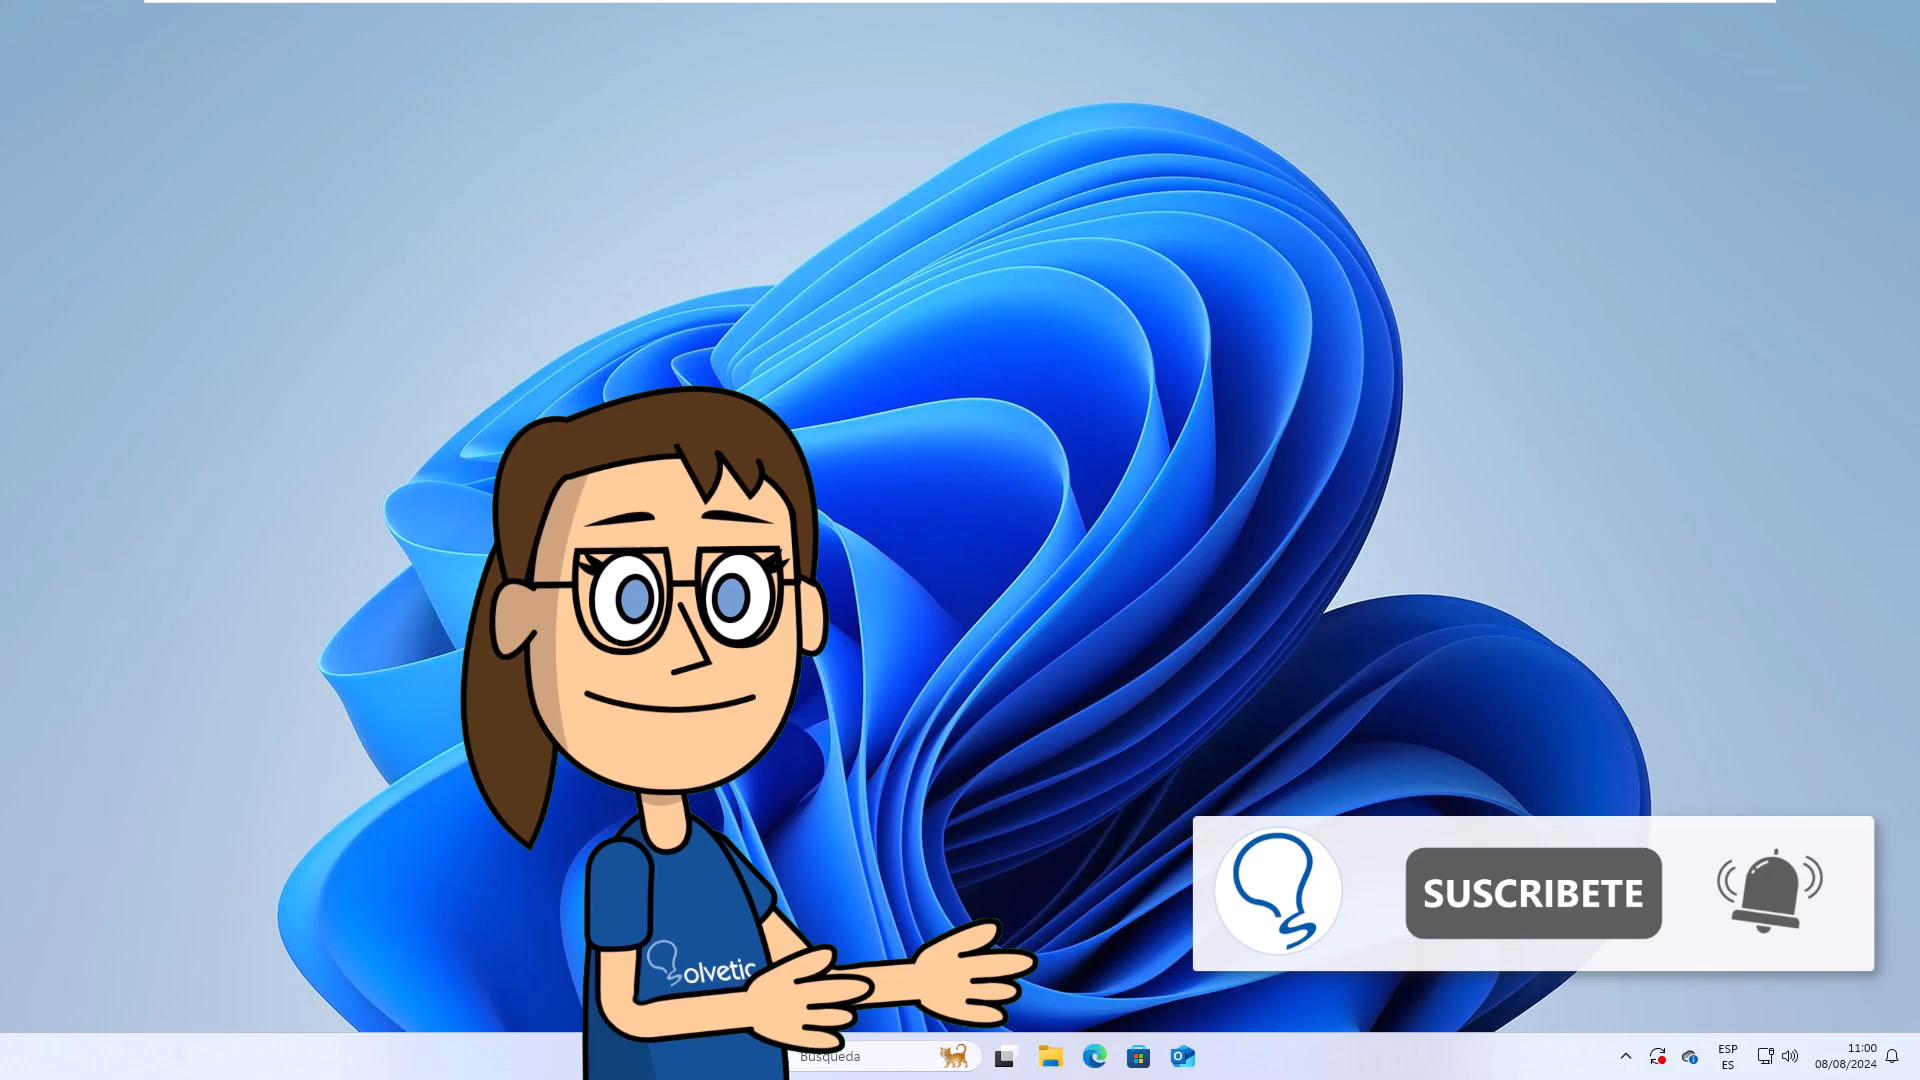 SUSCRIBETE
Solvetic
Búsqueda
ESP
ES
11:00
08/08/2024